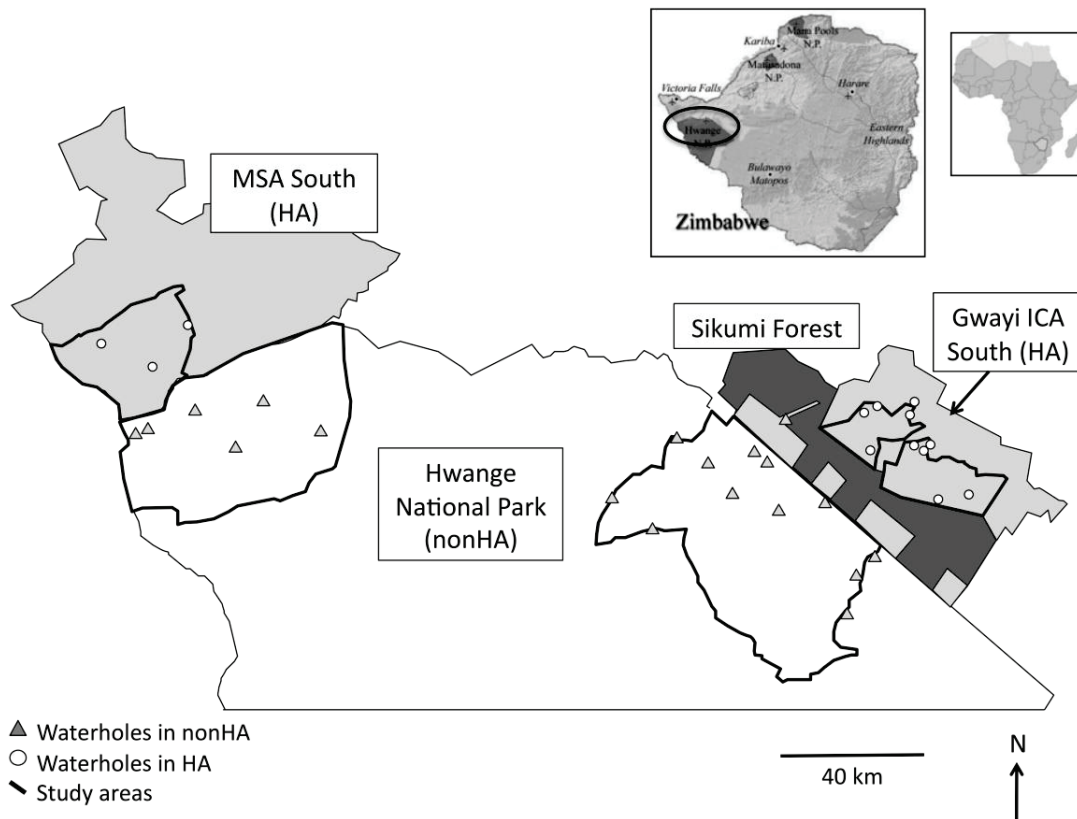 Mana Pools
N.P.
Kariba
Matusadona
N.P.
Victoria Falls
Harare
Hwange
N.P.
Eastern
Highlands
Bulawayo
Matopos
Zimbabwe
MSA South
(HA)
Sikumi Forest
Gwayi ICA
South (HA)
Hwange
National Park
(nonHA)
Waterholes in nonHA
Waterholes in HA
Study areas
40 km
N